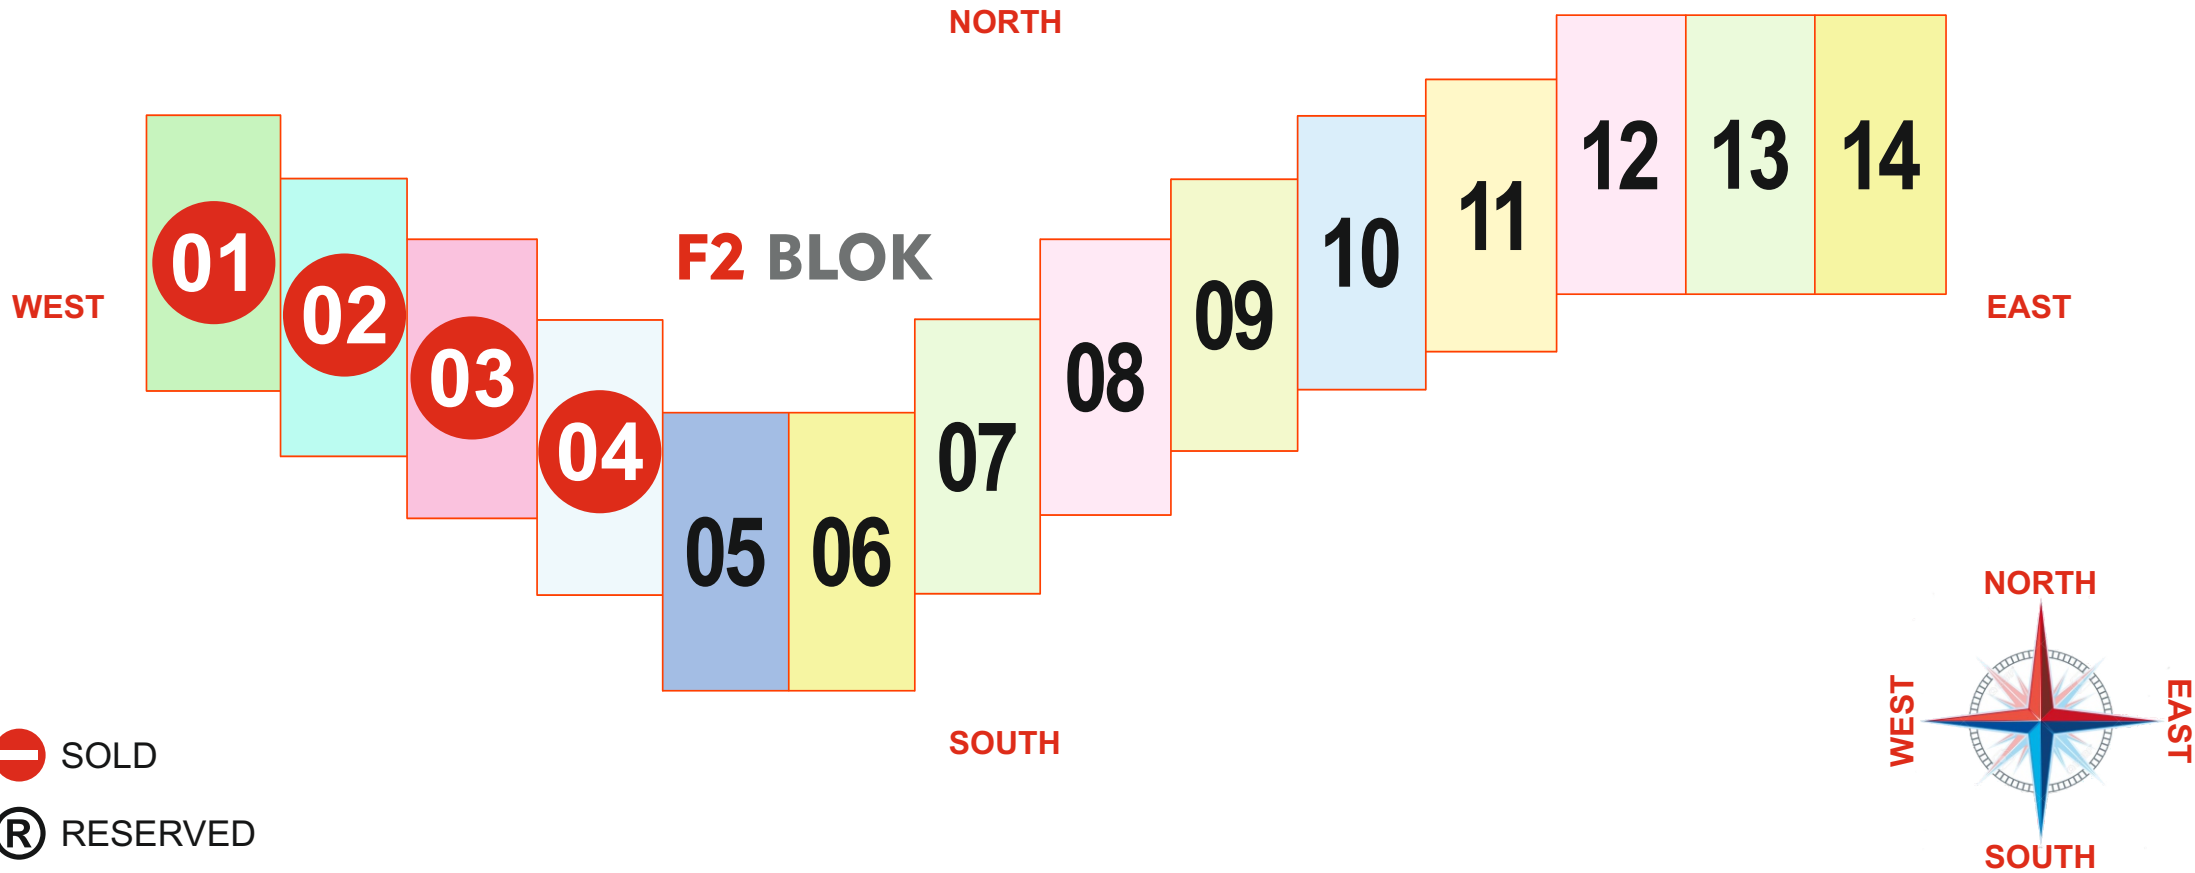 NORTH
01
02
03
04
05
06
07
08
09
10
11
12
13
14
F2 BLOK
WEST
EAST
SOUTH
SOLD
® RESERVED
NORTH
WEST
EAST
SOUTH